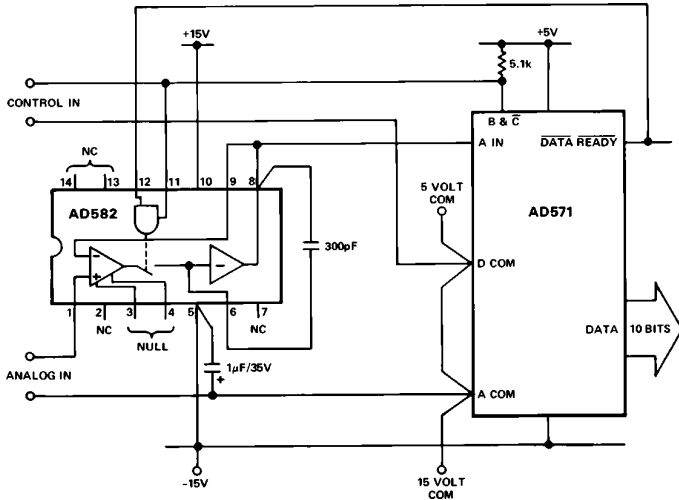 +15V
+5V
5.1k
CONTROL IN
B & C̅
A IN
D̅A̅T̅A̅ R̅E̅A̅D̅Y̅
NC
14 13 12 11 10 9 8
AD582
5 VOLT
COM
AD571
300pF
D COM
1 2 3 4 5 6 7
NC
NC
NULL
DATA
10 BITS
1μF/35V
+
ANALOG IN
A COM
-15V
15 VOLT
COM